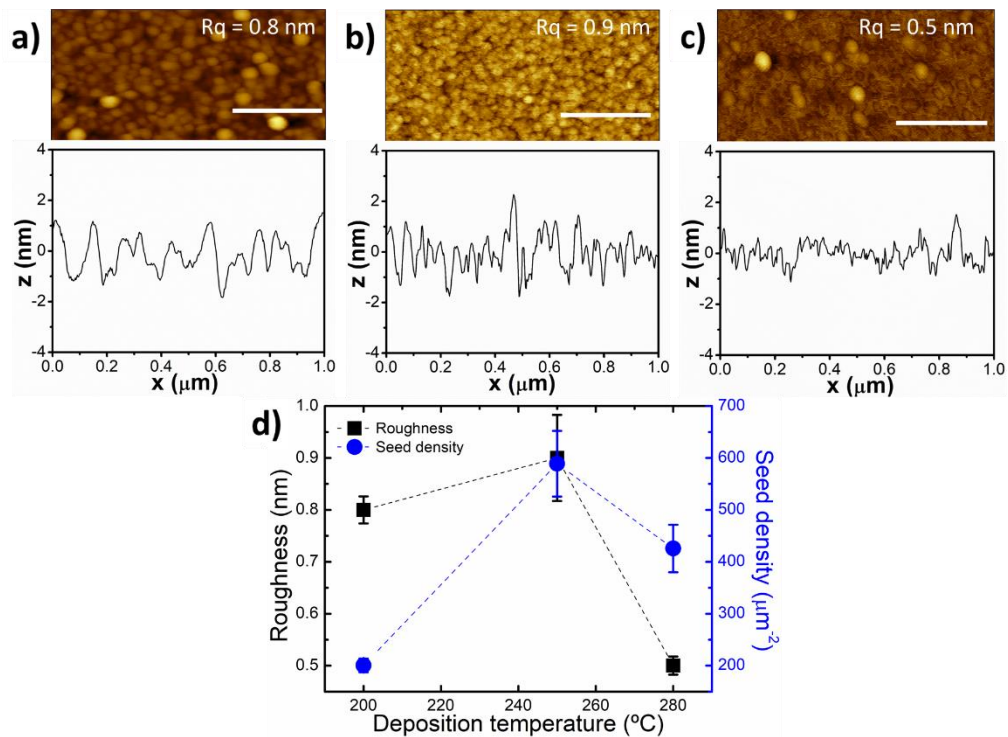 a)
Rq = 0.8 nm
b)
Rq = 0.9 nm
c)
Rq = 0.5 nm
4
2
0
-2
-4
z (nm)
0.0 0.2 0.4 0.6 0.8 1.0
x (μm)
4
2
0
-2
-4
z (nm)
0.0 0.2 0.4 0.6 0.8 1.0
x (μm)
4
2
0
-2
-4
z (nm)
0.0 0.2 0.4 0.6 0.8 1.0
x (μm)
d)
Roughness
Seed density
1.0
0.9
0.8
0.7
0.6
0.5
Roughness (nm)
700
600
500
400
300
200
Seed density (μm⁻²)
200 220 240 260 280
Deposition temperature (ºC)